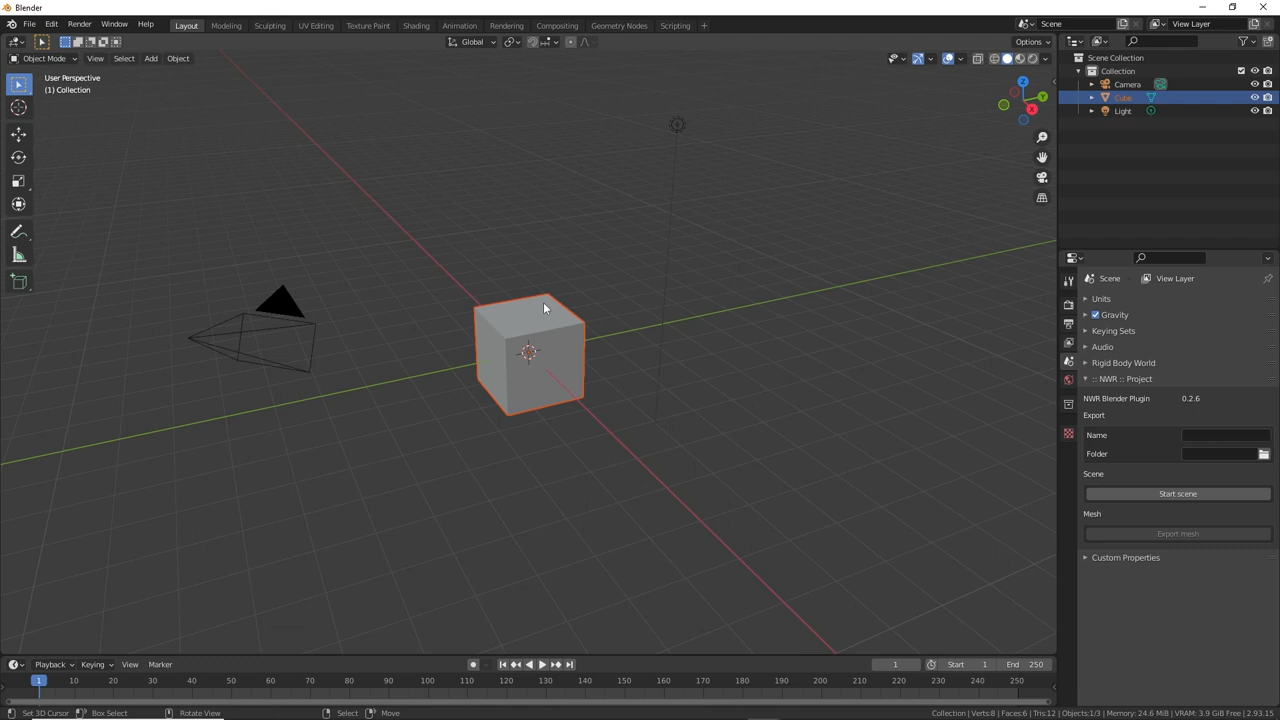 Blender
File Edit Render Window Help Layout Modeling Sculpting UV Editing Texture Paint Shading Animation Rendering Compositing Geometry Nodes Scripting + Scene View Layer
Global Options
Object Mode View Select Add Object
User Perspective
(1) Collection
Z
Y
X
Scene Collection
Collection
Camera
Cube
Light
Scene View Layer
Units
Gravity
Keying Sets
Audio
Rigid Body World
:: NWR :: Project
NWR Blender Plugin 0.2.6
Export
Name
Folder
Scene
Start scene
Mesh
Export mesh
Custom Properties
Playback Keying View Marker 1 Start 1 End 250
1 10 20 30 40 50 60 70 80 90 100 110 120 130 140 150 160 170 180 190 200 210 220 230 240 250
Set 3D Cursor Box Select Rotate View Select Move Collection | Verts:8 | Faces:6 | Tris:12 | Objects:1/3 | Memory: 24.6 MiB | VRAM: 3.9 GiB Free | 2.93.15